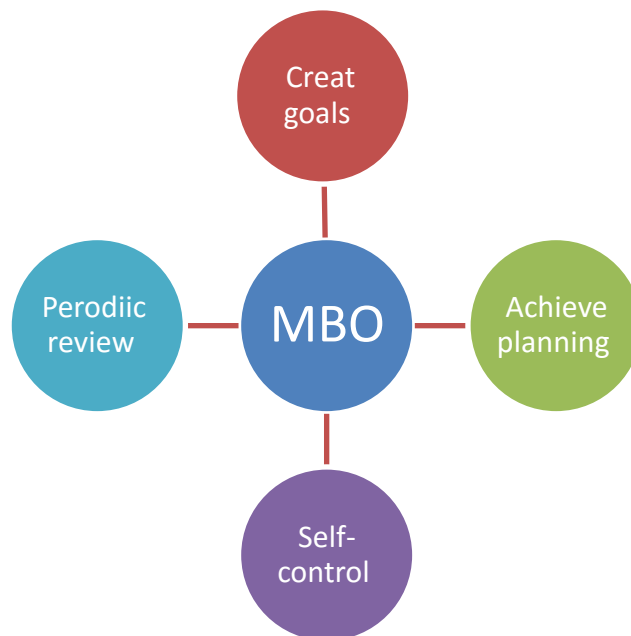 Creat
goals
Perodiic
review
MBO
Achieve
planning
Self-
control